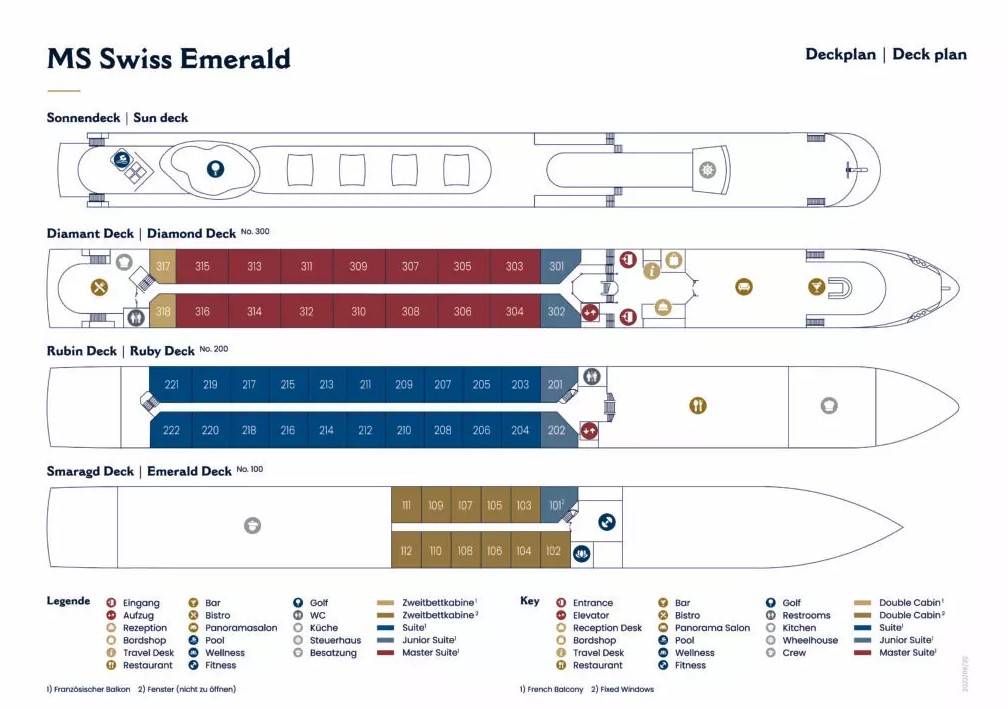 MS Swiss Emerald
Deckplan | Deck plan
Sonnendeck | Sun deck
Diamant Deck | Diamond Deck No. 300
317 315 313 311 309 307 305 303 301
318 316 314 312 310 308 306 304 302
Rubin Deck | Ruby Deck No. 200
221 219 217 215 213 211 209 207 205 203 201
222 220 218 216 214 212 210 208 206 204 202
Smaragd Deck | Emerald Deck No. 100
111 109 107 105 103 101²
112 110 108 106 104 102
Legende
Eingang
Aufzug
Rezeption
Bordshop
Travel Desk
Restaurant
Bar
Bistro
Panoramasalon
Pool
Wellness
Fitness
Golf
WC
Küche
Steuerhaus
Besatzung
Zweitbettkabine¹
Zweitbettkabine²
Suite¹
Junior Suite¹
Master Suite¹
Key
Entrance
Elevator
Reception Desk
Bordshop
Travel Desk
Restaurant
Bar
Bistro
Panorama Salon
Pool
Wellness
Fitness
Golf
Restrooms
Kitchen
Wheelhouse
Crew
Double Cabin¹
Double Cabin²
Suite¹
Junior Suite¹
Master Suite¹
1) Französischer Balkon 2) Fenster (nicht zu öffnen)
1) French Balcony 2) Fixed Windows